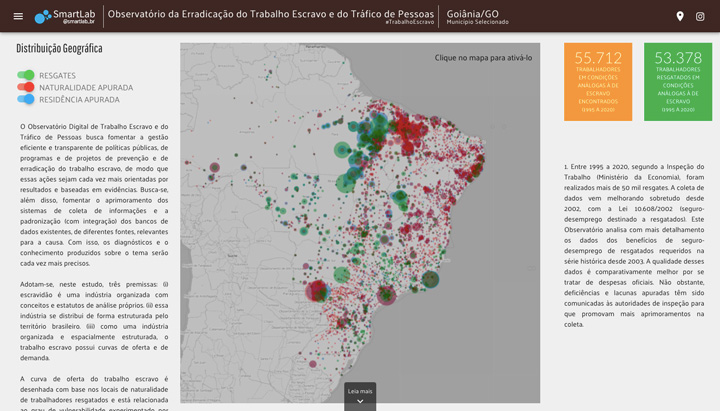 SmartLab
@smartlab.br
Observatório da Erradicação do Trabalho Escravo e do Tráfico de Pessoas
#TrabalhoEscravo
Goiânia/GO
Município Selecionado
Distribuição Geográfica
RESGATES
NATURALIDADE APURADA
RESIDÊNCIA APURADA
O Observatório Digital de Trabalho Escravo e do
Tráfico de Pessoas busca fomentar a gestão
eficiente e transparente de políticas públicas, de
programas e de projetos de prevenção e de
erradicação do trabalho escravo, de modo que
essas ações sejam cada vez mais orientadas por
resultados e baseadas em evidências. Busca-se,
além disso, fomentar o aprimoramento dos
sistemas de coleta de informações e a
padronização (com integração) dos bancos de
dados existentes, de diferentes fontes, relevantes
para a causa. Com isso, os diagnósticos e o
conhecimento produzidos sobre o tema serão
cada vez mais precisos.
Adotam-se, neste estudo, três premissas: (i)
escravidão é uma indústria organizada com
conceitos e estatutos de análise próprios. (ii) essa
indústria se distribui de forma estruturada pelo
território brasileiro. (iii) como uma indústria
organizada e espacialmente estruturada, o
trabalho escravo possui curvas de oferta e de
demanda.
A curva de oferta do trabalho escravo é
desenhada com base nos locais de naturalidade
de trabalhadores resgatados e está relacionada
ao grau de vulnerabilidade experimentado por
Clique no mapa para ativá-lo
Leia mais
55.712
TRABALHADORES
EM CONDIÇÕES
ANÁLOGAS À DE
ESCRAVO
ENCONTRADOS
(1995 A 2020)
53.378
TRABALHADORES
RESGATADOS EM
CONDIÇÕES
ANÁLOGAS À DE
ESCRAVO
(1995 A 2020)
1. Entre 1995 a 2020, segundo a Inspeção do
Trabalho (Ministério da Economia), foram
realizados mais de 50 mil resgates. A coleta de
dados vem melhorando sobretudo desde
2002, com a Lei 10.608/2002 (seguro-
desemprego destinado a resgatados). Este
Observatório analisa com mais detalhamento
os dados dos benefícios de seguro-
desemprego de resgatados requeridos na
série histórica desde 2003. A qualidade desses
dados é comparativamente melhor por se
tratar de despesas oficiais. Não obstante,
deficiências e lacunas apuradas têm sido
comunicadas às autoridades de inspeção para
que promovam mais aprimoramentos na
coleta.